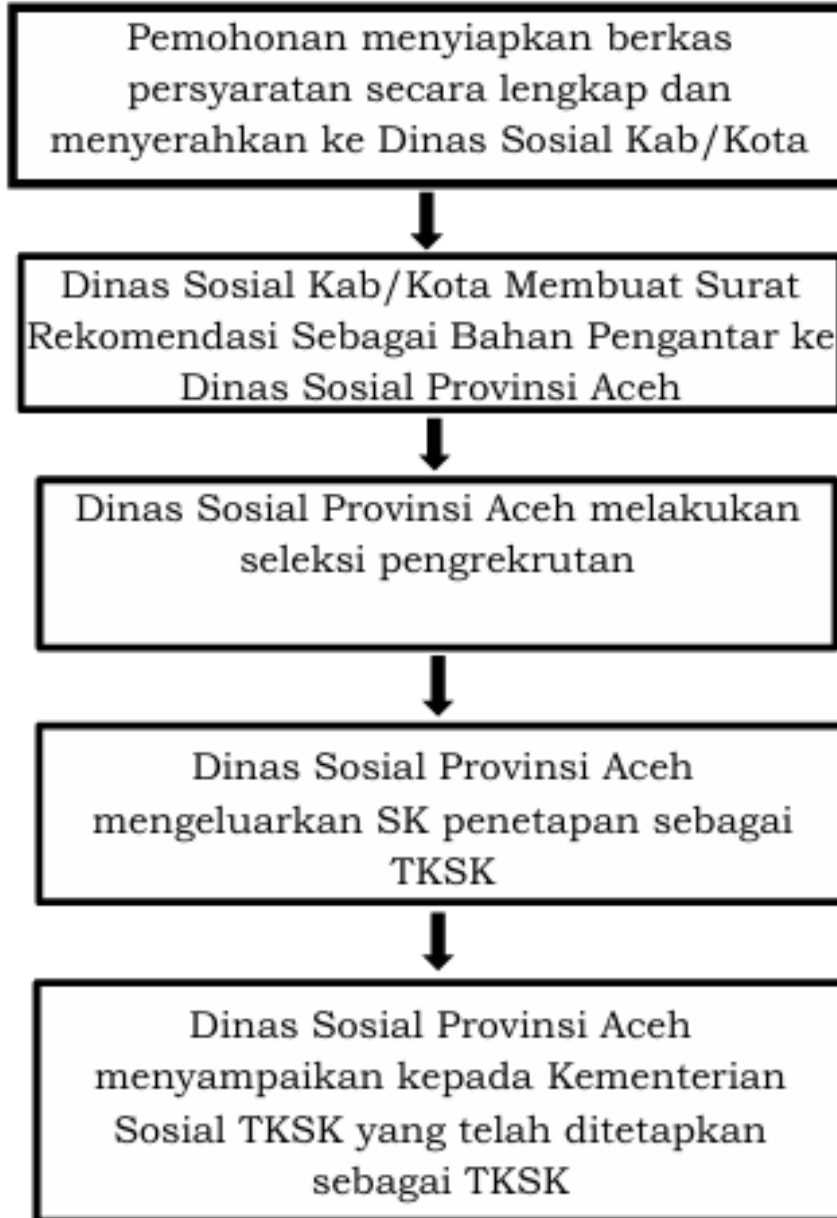 Pemohonan menyiapkan berkas
persyaratan secara lengkap dan
menyerahkan ke Dinas Sosial Kab/Kota
Dinas Sosial Kab/Kota Membuat Surat
Rekomendasi Sebagai Bahan Pengantar ke
Dinas Sosial Provinsi Aceh
Dinas Sosial Provinsi Aceh melakukan
seleksi pengrekrutan
Dinas Sosial Provinsi Aceh
mengeluarkan SK penetapan sebagai
TKSK
Dinas Sosial Provinsi Aceh
menyampaikan kepada Kementerian
Sosial TKSK yang telah ditetapkan
sebagai TKSK